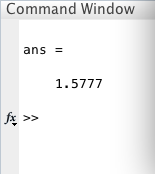 Command Window
ans =
1.5777
fx >>